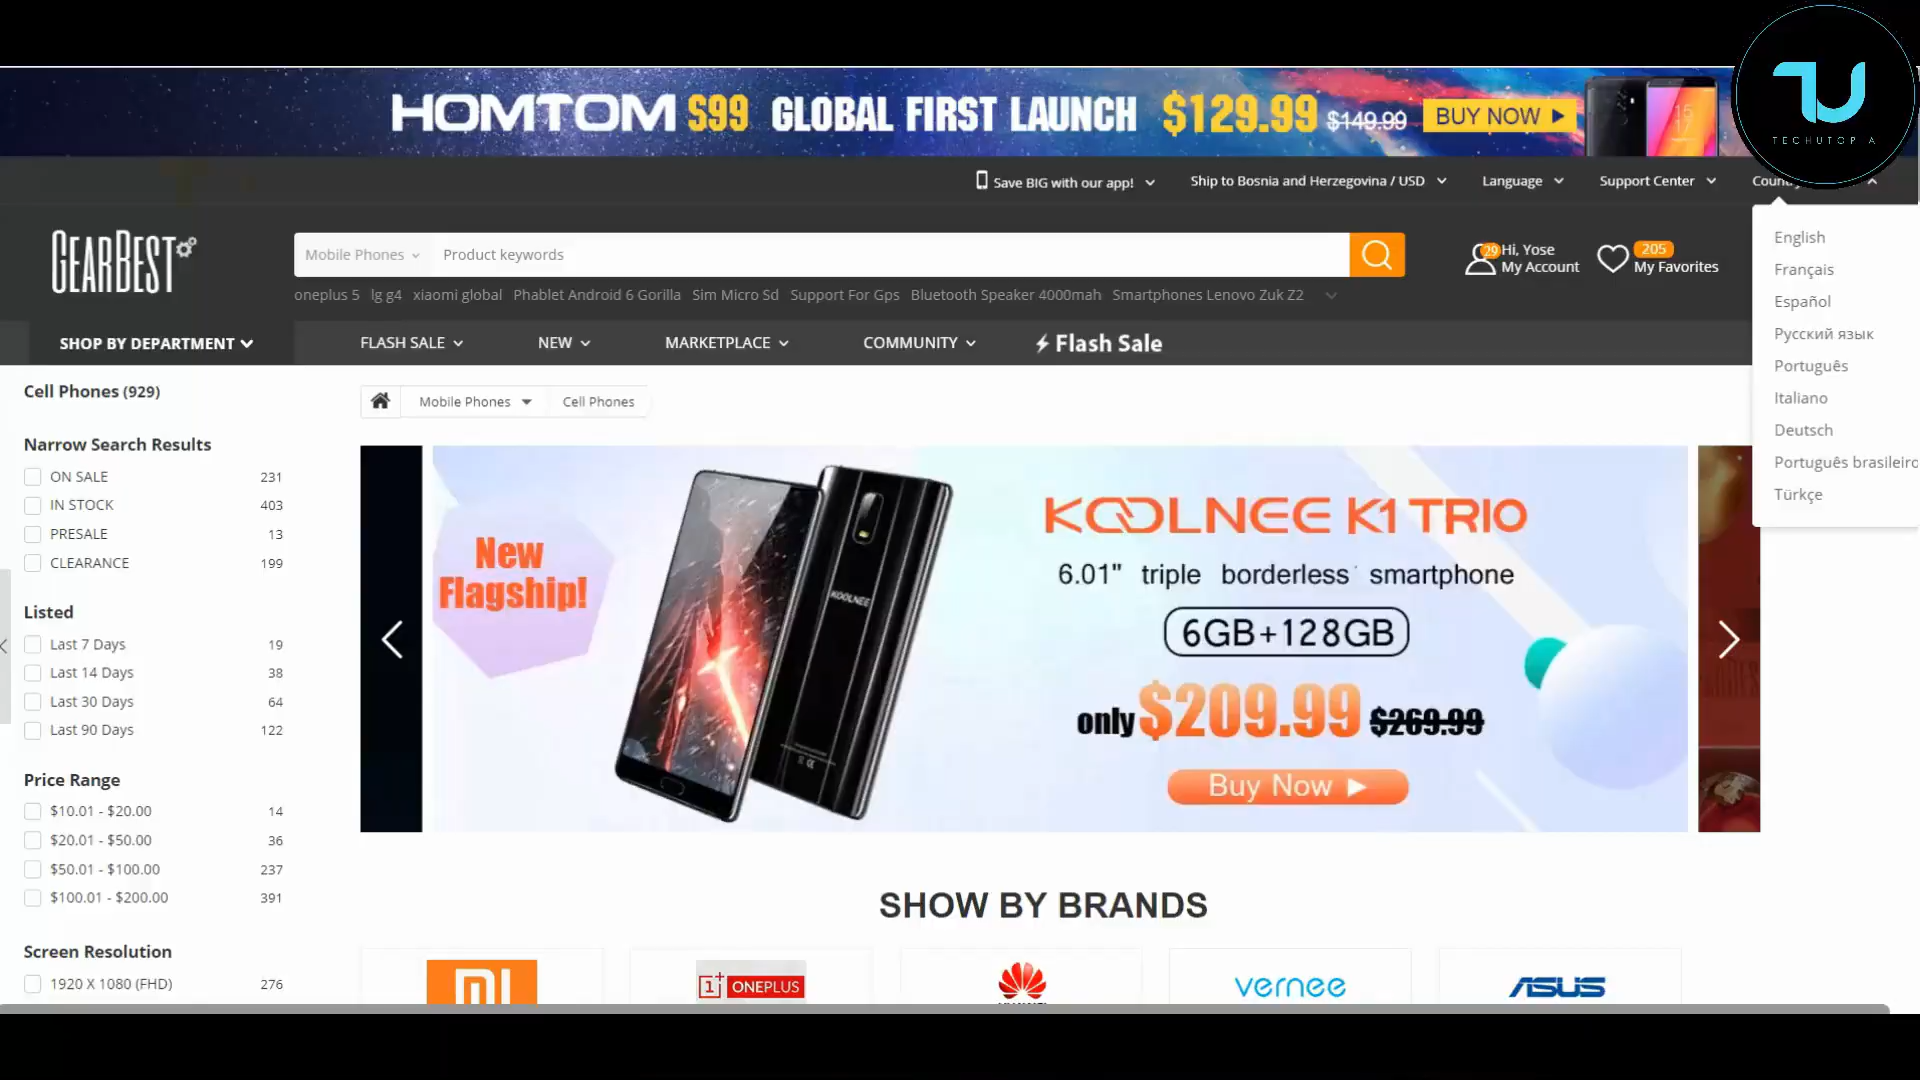 HOMTOM S99 GLOBAL FIRST LAUNCH $129.99 $149.99 BUY NOW
TECHUTOPIA
Save BIG with our app! Ship to Bosnia and Herzegovina / USD Language Support Center
GEARBEST
Mobile Phones Product keywords
29 Hi, Yose
My Account
205
My Favorites
oneplus 5 lg g4 xiaomi global Phablet Android 6 Gorilla Sim Micro Sd Support For Gps Bluetooth Speaker 4000mah Smartphones Lenovo Zuk Z2
SHOP BY DEPARTMENT FLASH SALE NEW MARKETPLACE COMMUNITY Flash Sale
English
Français
Español
Русский язык
Português
Italiano
Deutsch
Português brasileiro
Türkçe
Cell Phones (929)
Mobile Phones Cell Phones
Narrow Search Results
ON SALE 231
IN STOCK 403
PRESALE 13
CLEARANCE 199
Listed
Last 7 Days 19
Last 14 Days 38
Last 30 Days 64
Last 90 Days 122
Price Range
$10.01 - $20.00 14
$20.01 - $50.00 36
$50.01 - $100.00 237
$100.01 - $200.00 391
Screen Resolution
1920 X 1080 (FHD) 276
New
Flagship!
KOOLNEE
KOOLNEE K1 TRIO
6.01" triple borderless smartphone
6GB+128GB
only $209.99 $269.99
Buy Now
SHOW BY BRANDS
MI 1+ ONEPLUS vernee ASUS